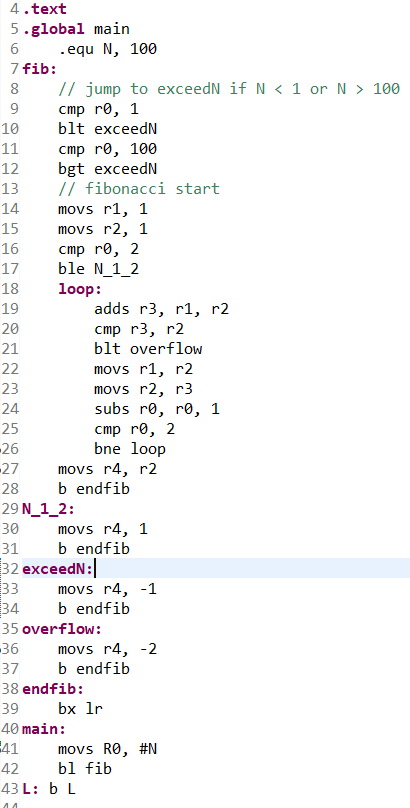 4 .text
5 .global main
6     .equ N, 100
7 fib:
8     // jump to exceedN if N < 1 or N > 100
9     cmp r0, 1
10     blt exceedN
11     cmp r0, 100
12     bgt exceedN
13     // fibonacci start
14     movs r1, 1
15     movs r2, 1
16     cmp r0, 2
17     ble N_1_2
18     loop:
19         adds r3, r1, r2
20         cmp r3, r2
21         blt overflow
22         movs r1, r2
23         movs r2, r3
24         subs r0, r0, 1
25         cmp r0, 2
26         bne loop
27     movs r4, r2
28     b endfib
29 N_1_2:
30     movs r4, 1
31     b endfib
32 exceedN:
33     movs r4, -1
34     b endfib
35 overflow:
36     movs r4, -2
37     b endfib
38 endfib:
39     bx lr
40 main:
41     movs R0, #N
42     bl fib
43 L: b L